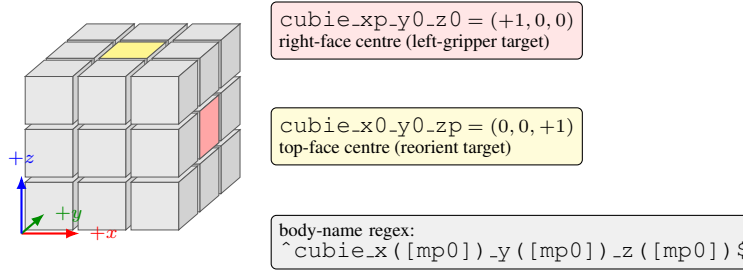 cubie_xp_y0_z0 = (+1, 0, 0)
right-face centre (left-gripper target)
cubie_x0_y0_zp = (0, 0, +1)
top-face centre (reorient target)
+z
+y
+x
body-name regex:
^cubie_x([mp0])_y([mp0])_z([mp0])$